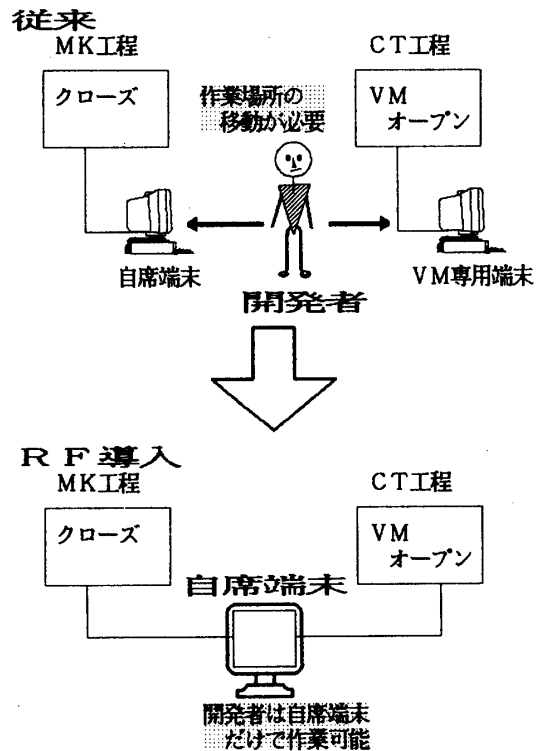 従来
MK工程
CT工程
クローズ
作業場所の
移動が必要
VM
オープン
自席端末
開発者
VM専用端末
RF導入
MK工程
CT工程
クローズ
VM
オープン
自席端末
開発者は自席端末
だけで作業可能